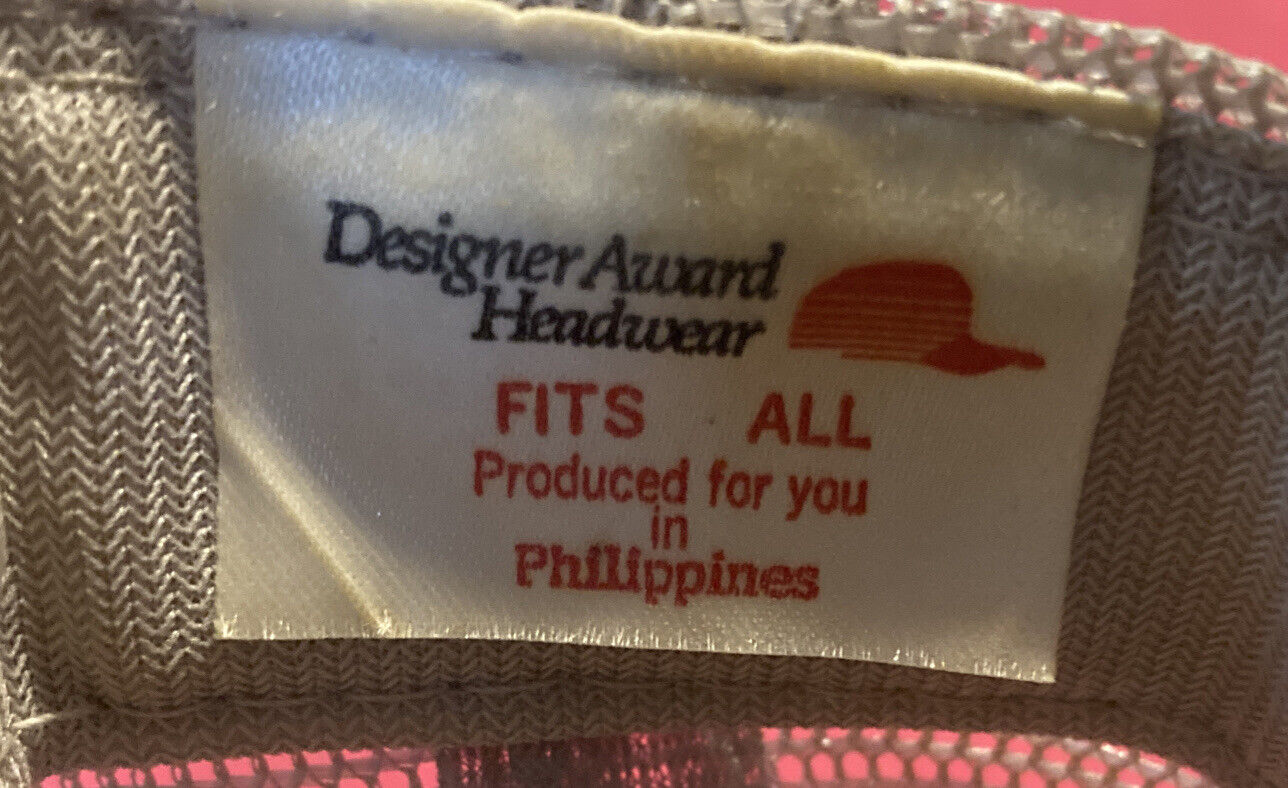 Designer Award
Headwear
FITS ALL
Produced for you
in
Philippines